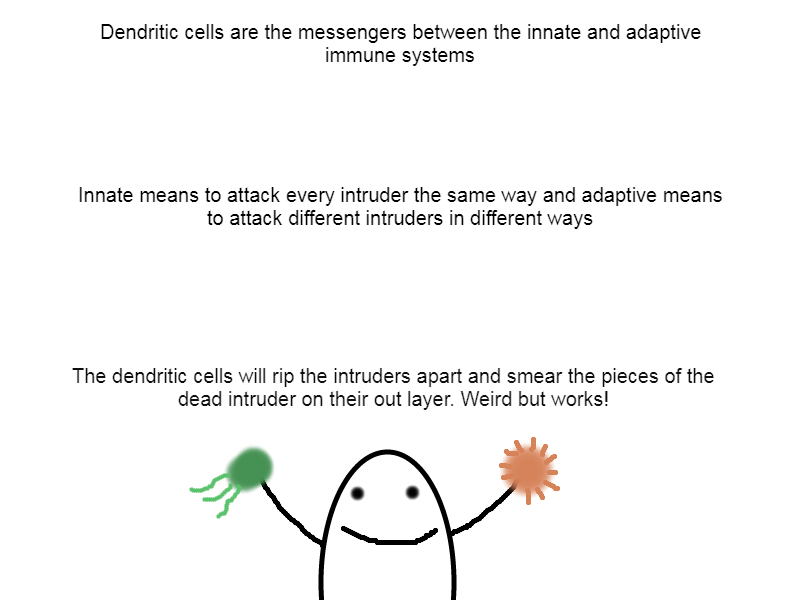 Dendritic cells are the messengers between the innate and adaptive
immune systems
Innate means to attack every intruder the same way and adaptive means
to attack different intruders in different ways
The dendritic cells will rip the intruders apart and smear the pieces of the
dead intruder on their out layer. Weird but works!